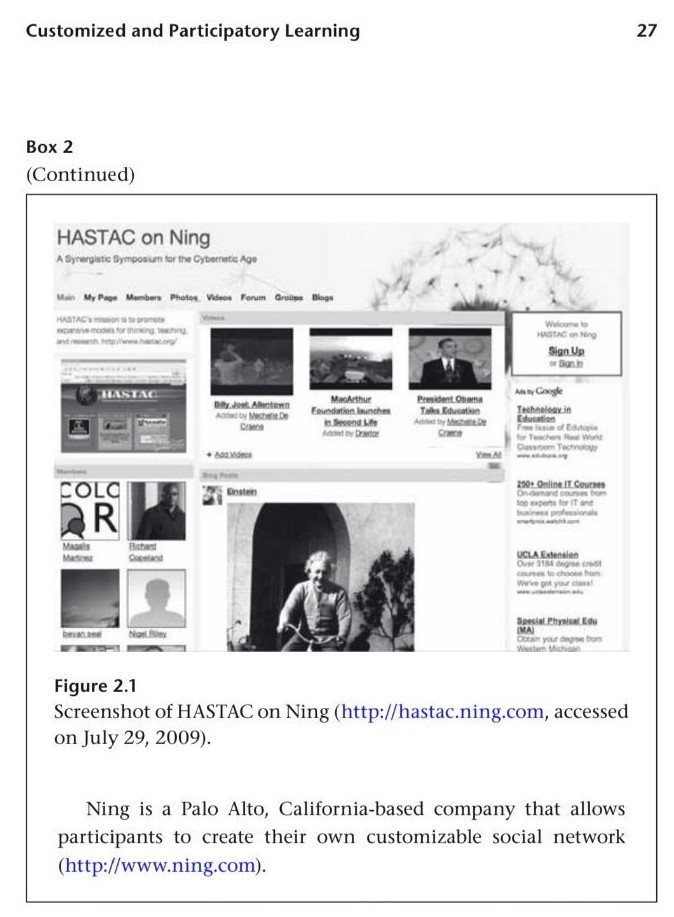 Customized and Participatory Learning 27
Box 2
(Continued)
HASTAC on Ning
A Synergistic Symposium for the Cybernetic Age
Main My Page Members Photos Videos Forum Groups Blogs
HASTAC's mission is to promote
expansive models for thinking, teaching,
and research. http://www.hastac.org/
HASTAC
Videos
Billy Joel: Allentown
Added by Mechelle De
Craene
MacArthur
Foundation launches
in Second Life
Added by
President Obama
Talks Education
Added by Mechelle De
Craene
+ Add Videos
View All
Welcome to
HASTAC on Ning
Sign Up
or Sign In
Ads by Google
Technology in
Education
Free Issue of Edutopia
for Teachers Real World
Classroom Technology
www.edutopia.org
250+ Online IT Courses
On-demand courses from
top experts for IT and
business professionals
UCLA Extension
Over 3184 degree credit
courses to choose from.
We've got your class!
www.uclaextension.edu
Special Physical Edu
(MA)
Obtain your degree from
Western Michigan
Members
COLO
R
Magalis
Martinez
Richard
Copeland
bevan seal
Nigel Riley
Blog Posts
Einstein
Figure 2.1
Screenshot of HASTAC on Ning (http://hastac.ning.com, accessed
on July 29, 2009).
Ning is a Palo Alto, California-based company that allows
participants to create their own customizable social network
(http://www.ning.com).